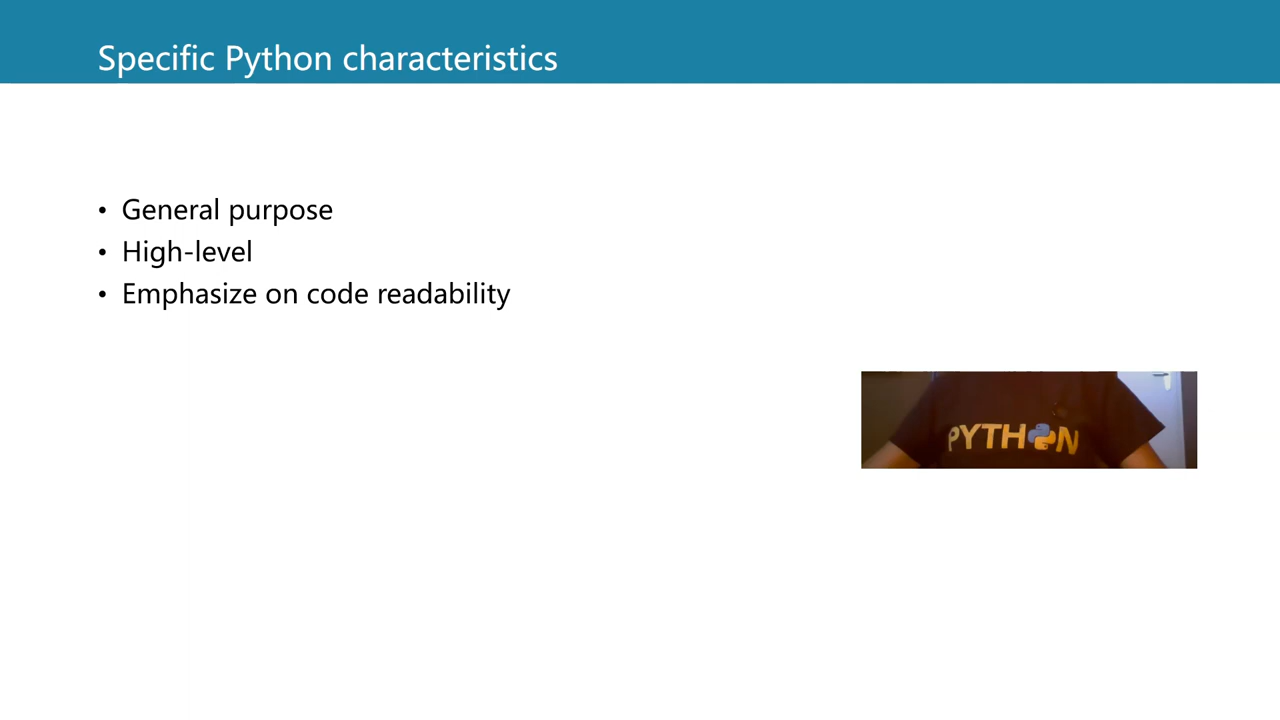 Specific Python characteristics
• General purpose
• High-level
• Emphasize on code readability
PYTHON